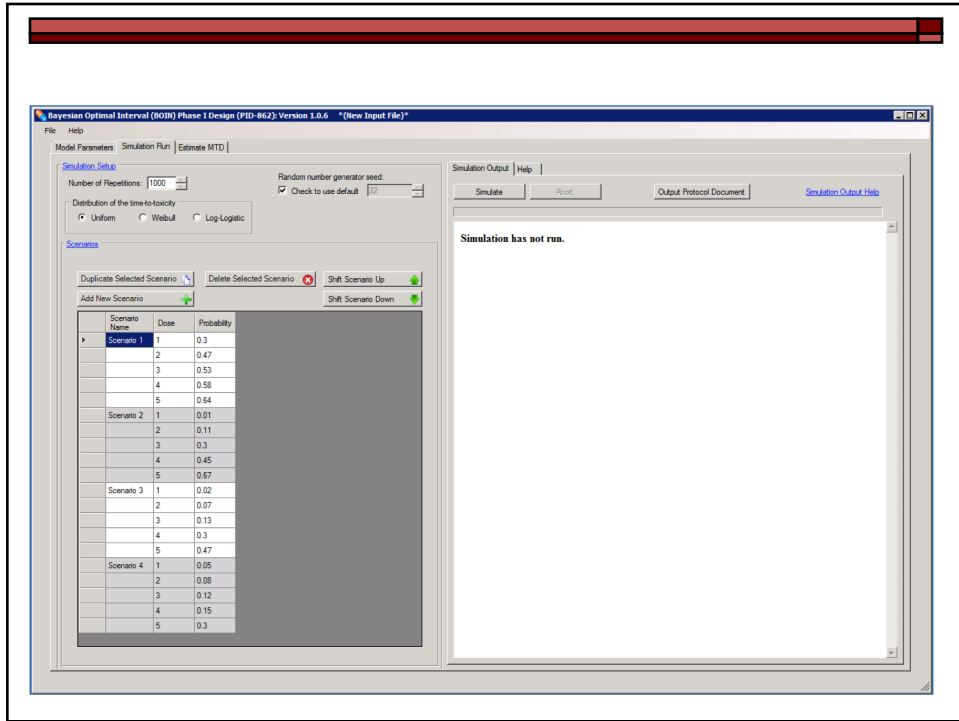 Bayesian Optimal Interval (BOIN) Phase I Design (PID-862): Version 1.0.6 *(New Input File)*
File Help
Model Parameters Simulation Run Estimate MTD
Simulation Setup
Number of Repetitions: 1000
Random number generator seed:
Check to use default 22
Distribution of the time-to-toxicity
Uniform Weibull Log-Logistic
Scenarios
Duplicate Selected Scenario Delete Selected Scenario Shift Scenario Up
Add New Scenario Shift Scenario Down
Scenario Name Dose Probability
Scenario 1 1 0.3
2 0.47
3 0.53
4 0.58
5 0.64
Scenario 2 1 0.01
2 0.11
3 0.3
4 0.45
5 0.67
Scenario 3 1 0.02
2 0.07
3 0.13
4 0.3
5 0.47
Scenario 4 1 0.05
2 0.08
3 0.12
4 0.15
5 0.3
Simulation Output Help
Simulate Abort Output Protocol Document Simulation Output Help
Simulation has not run.